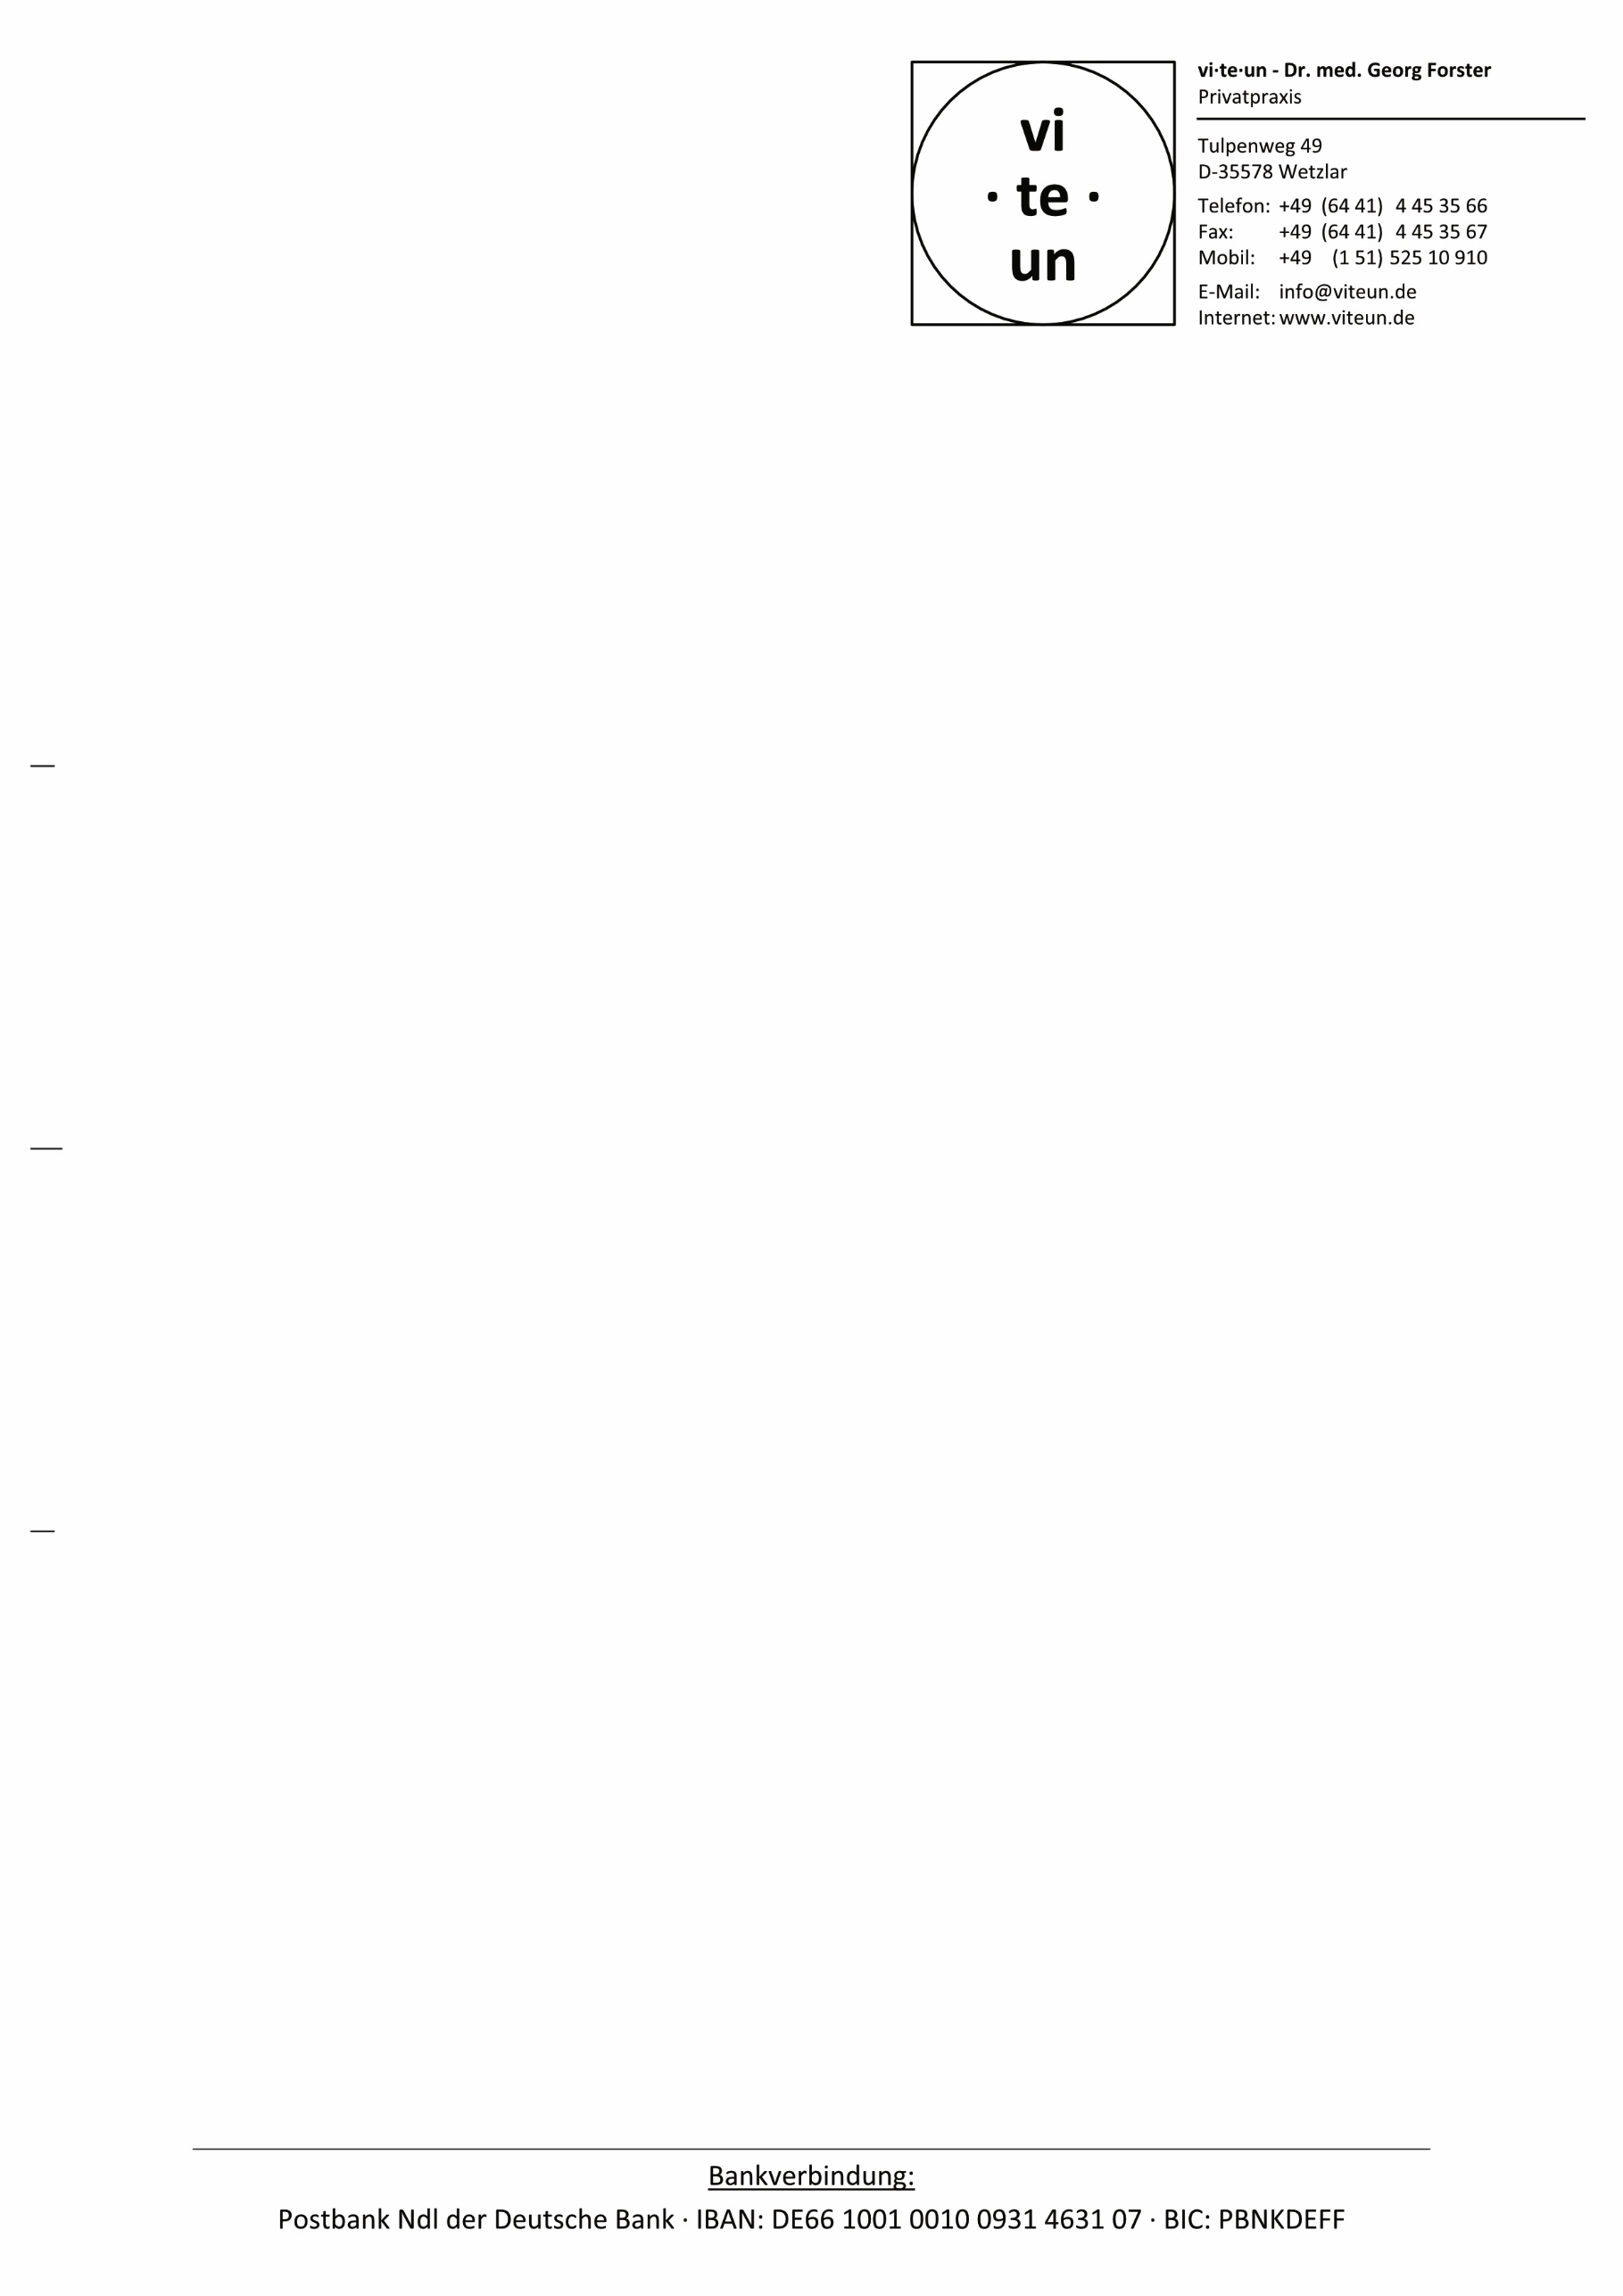 vi
· te ·
un
vi·te·un - Dr. med. Georg Forster
Privatpraxis
Tulpenweg 49
D-35578 Wetzlar
Telefon: +49 (64 41) 4 45 35 66
Fax: +49 (64 41) 4 45 35 67
Mobil: +49 (1 51) 525 10 910
E-Mail: info@viteun.de
Internet: www.viteun.de
Bankverbindung:
Postbank Ndl der Deutsche Bank · IBAN: DE66 1001 0010 0931 4631 07 · BIC: PBNKDEFF